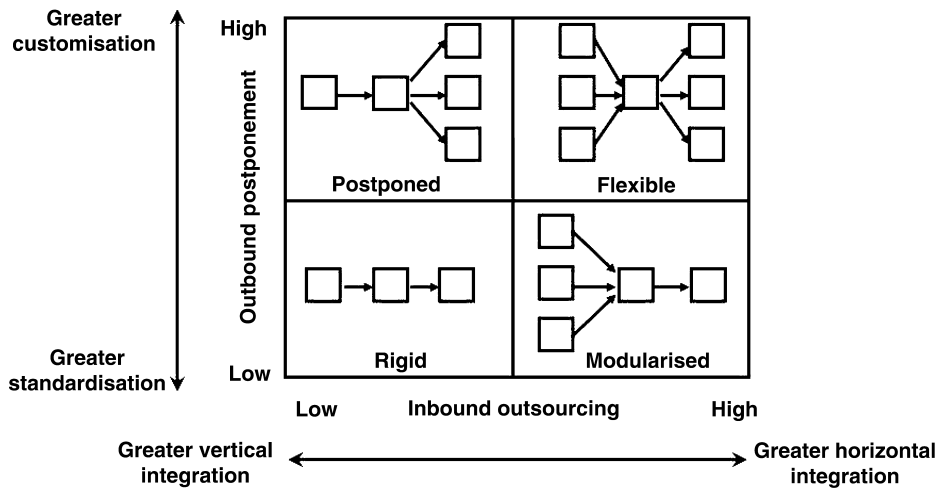 Greater
customisation
High
Outbound postponement
Postponed
Flexible
Rigid
Modularised
Greater
standardisation
Low
Low
Inbound outsourcing
High
Greater vertical
integration
Greater horizontal
integration